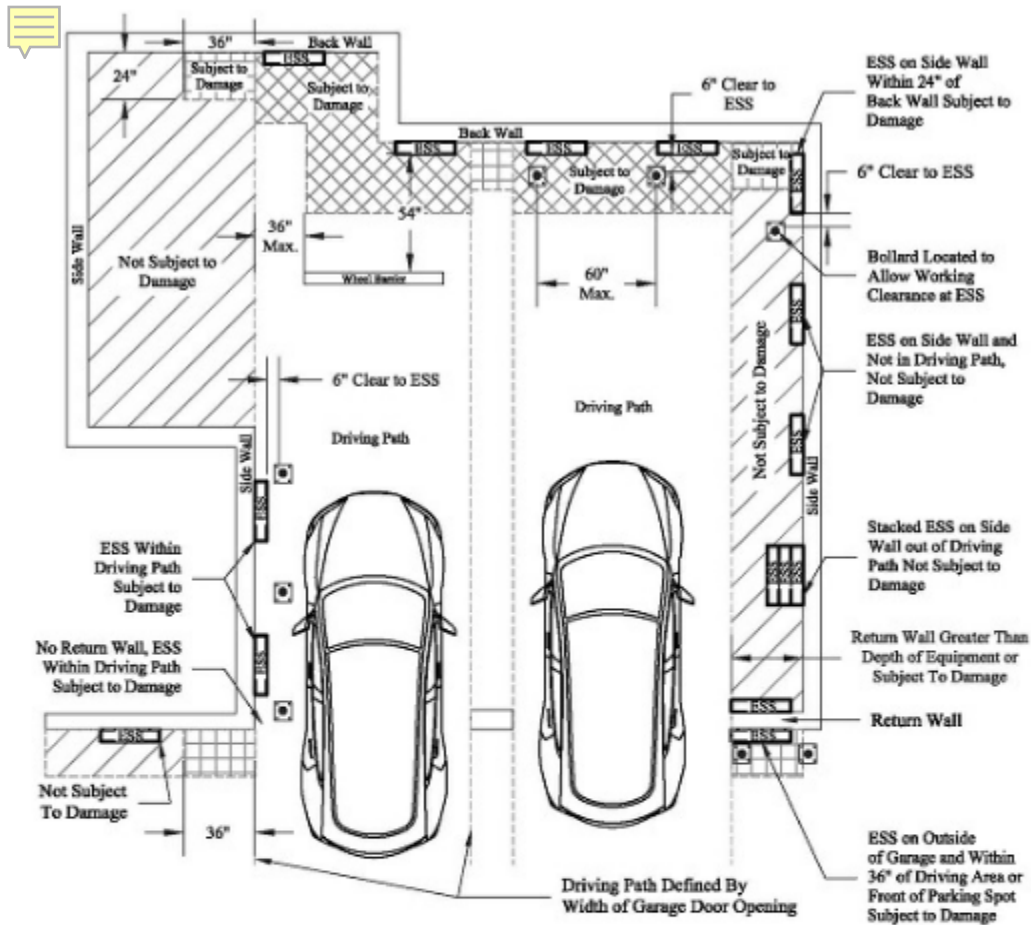 36"
Back Wall
ESS
24"
Subject to
Damage
Subject to
Damage
6" Clear to
ESS
ESS on Side Wall
Within 24" of
Back Wall Subject to
Damage
Back Wall
ESS
ESS
ESS
Subject to
Damage
Subject to
Damage
ESS
6" Clear to ESS
54"
36"
Max.
Side Wall
Not Subject to
Damage
Wheel Barrier
60"
Max.
Bollard Located to
Allow Working
Clearance at ESS
ESS
ESS on Side Wall and
Not in Driving Path,
Not Subject to
Damage
Not Subject to Damage
6" Clear to ESS
Driving Path
Driving Path
ESS
Side Wall
Side Wall
ESS
ESS Within
Driving Path
Subject to
Damage
Stacked ESS on Side
Wall out of Driving
Path Not Subject to
Damage
ESS
ESS
ESS
No Return Wall, ESS
Within Driving Path
Subject to Damage
ESS
Return Wall Greater Than
Depth of Equipment or
Subject To Damage
ESS
Return Wall
ESS
ESS
Not Subject
To Damage
36"
ESS on Outside
of Garage and Within
36" of Driving Area or
Front of Parking Spot
Subject to Damage
Driving Path Defined By
Width of Garage Door Opening